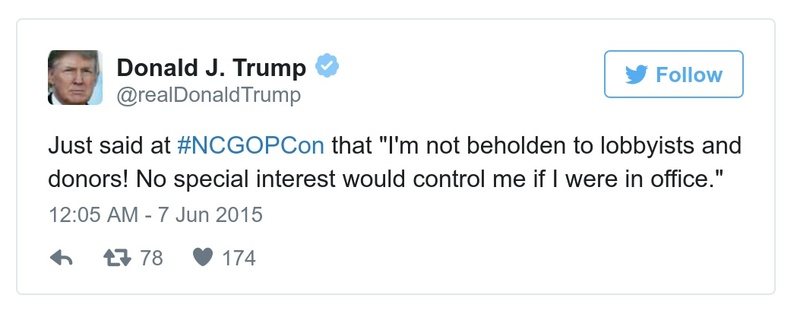 Donald J. Trump
@realDonaldTrump
Follow
Just said at #NCGOPCon that "I'm not beholden to lobbyists and
donors! No special interest would control me if I were in office."
12:05 AM - 7 Jun 2015
78 174